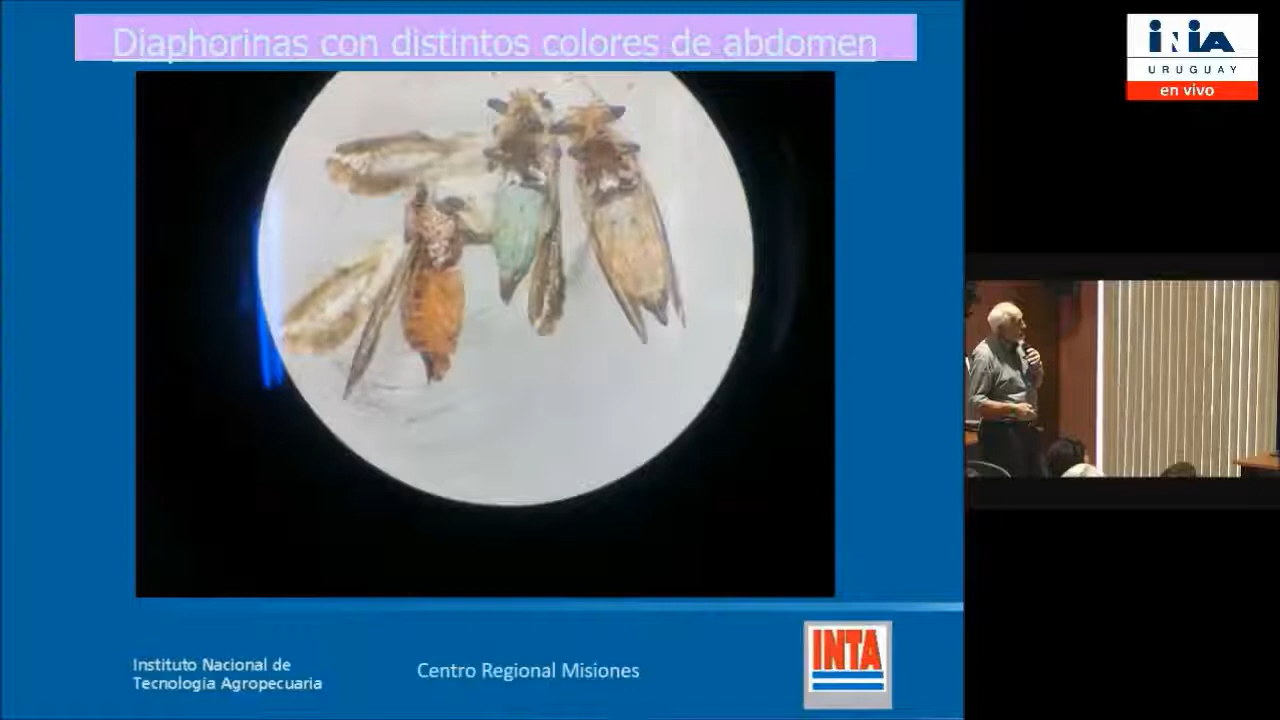 Diaphorinas con distintos colores de abdomen
INIA
URUGUAY
en vivo
Instituto Nacional de
Tecnología Agropecuaria
Centro Regional Misiones
INTA